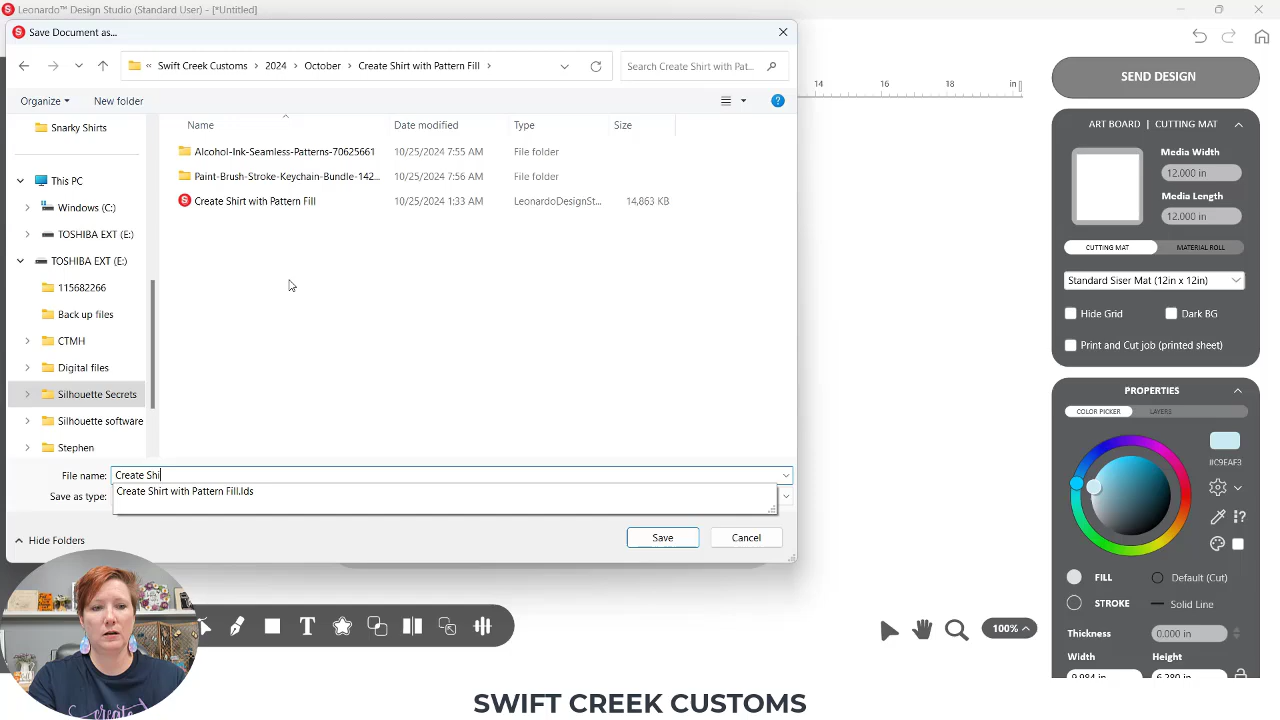 Leonardo™ Design Studio (Standard User) - [*Untitled]
Save Document as...
« Swift Creek Customs > 2024 > October > Create Shirt with Pattern Fill >
Search Create Shirt with Pat...
Organize
New folder
Name
Date modified
Type
Size
Snarky Shirts
This PC
Windows (C:)
TOSHIBA EXT (E:)
TOSHIBA EXT (E:)
115682266
Back up files
CTMH
Digital files
Silhouette Secrets
Silhouette software
Stephen
Alcohol-Ink-Seamless-Patterns-70625661 10/25/2024 7:55 AM File folder
Paint-Brush-Stroke-Keychain-Bundle-142... 10/25/2024 7:56 AM File folder
Create Shirt with Pattern Fill 10/25/2024 1:33 AM LeonardoDesignSt... 14,863 KB
File name: Create Shi
Create Shirt with Pattern Fill.lds
Save as type:
Hide Folders
Save
Cancel
14 16 18 in
SEND DESIGN
ART BOARD | CUTTING MAT
Media Width
12.000 in
Media Length
12.000 in
CUTTING MAT
MATERIAL ROLL
Standard Siser Mat (12in x 12in)
Hide Grid
Dark BG
Print and Cut job (printed sheet)
PROPERTIES
COLOR PICKER
LAYERS
#C9EAF3
FILL
Default (Cut)
STROKE
Solid Line
Thickness
0.000 in
Width
Height
9.984 in
6.280 in
100%
create
SWIFT CREEK CUSTOMS